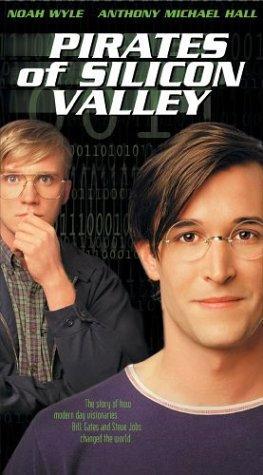 NOAH WYLE ANTHONY MICHAEL HALL
PIRATES
of SILICON
VALLEY
The story of how
modern day visionaries
Bill Gates and Steve Jobs
changed the world.